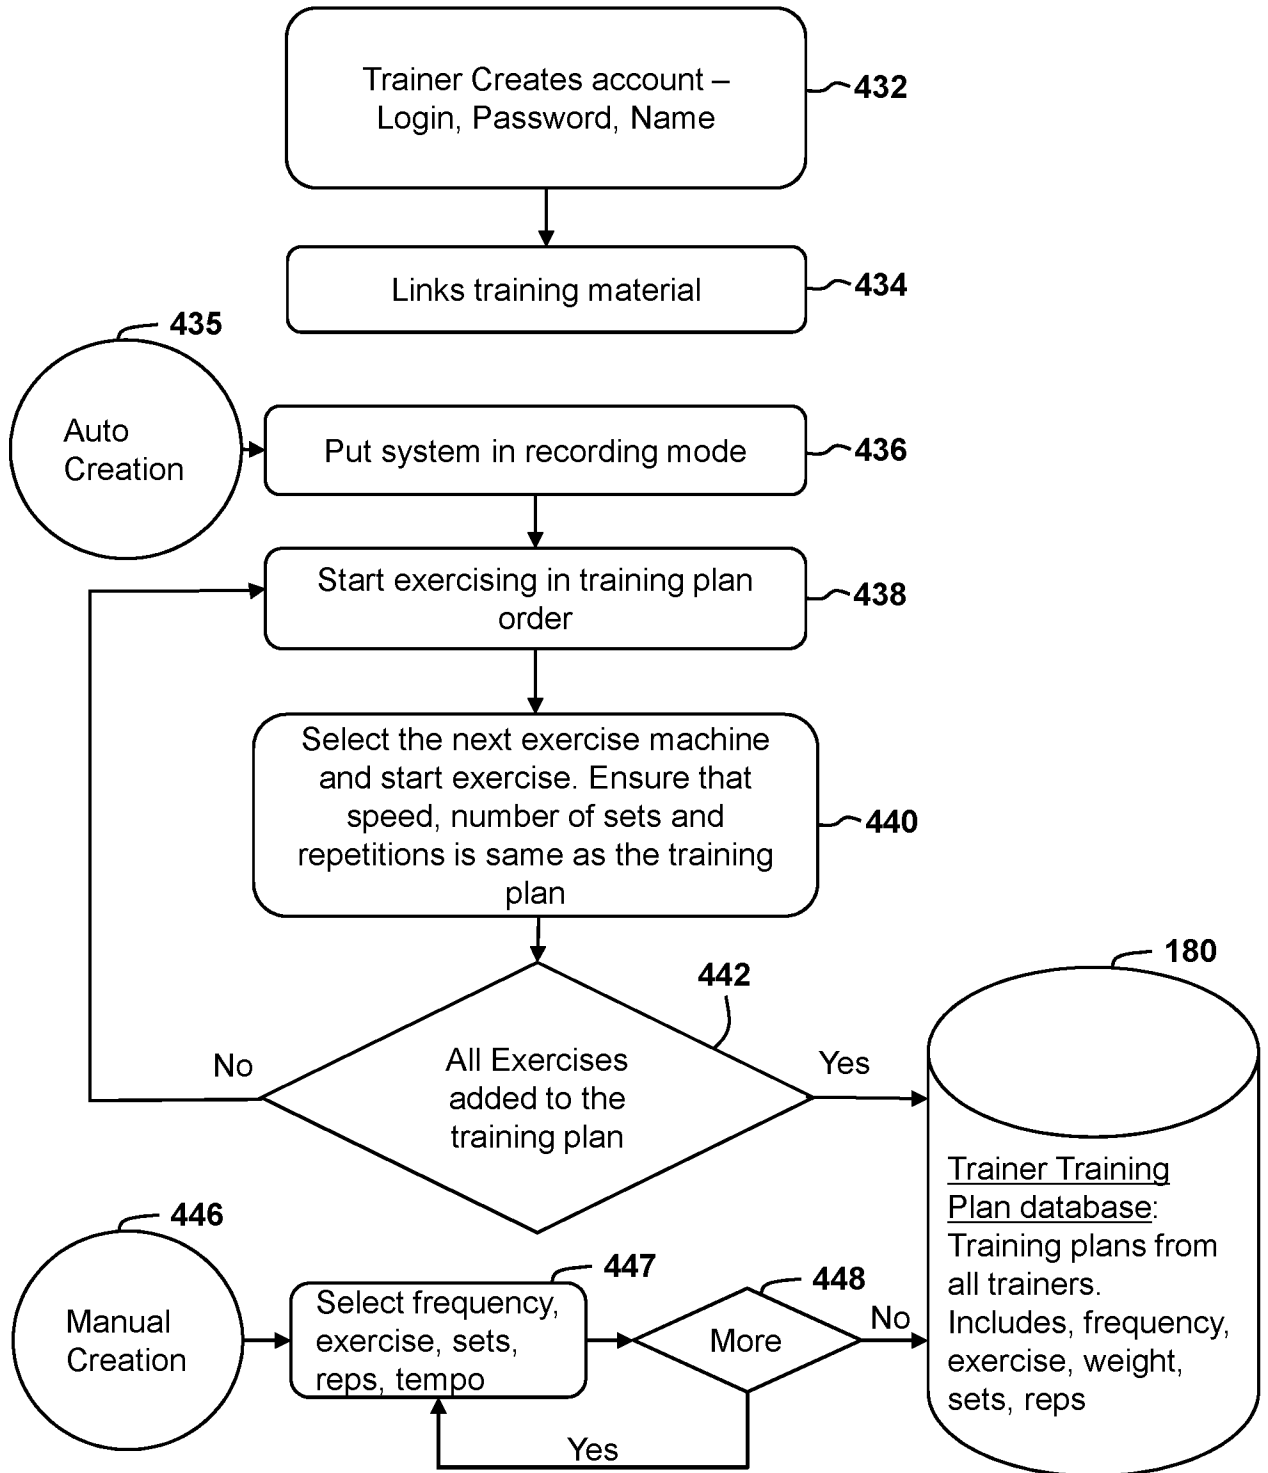 Trainer Creates account –
Login, Password, Name
432
Links training material
434
435
Auto
Creation
Put system in recording mode
436
Start exercising in training plan
order
438
Select the next exercise machine
and start exercise. Ensure that
speed, number of sets and
repetitions is same as the training
plan
440
442
No
All Exercises
added to the
training plan
Yes
180
Trainer Training
Plan database:
Training plans from
all trainers.
Includes, frequency,
exercise, weight,
sets, reps
446
Manual
Creation
447
Select frequency,
exercise, sets,
reps, tempo
448
More
No
Yes